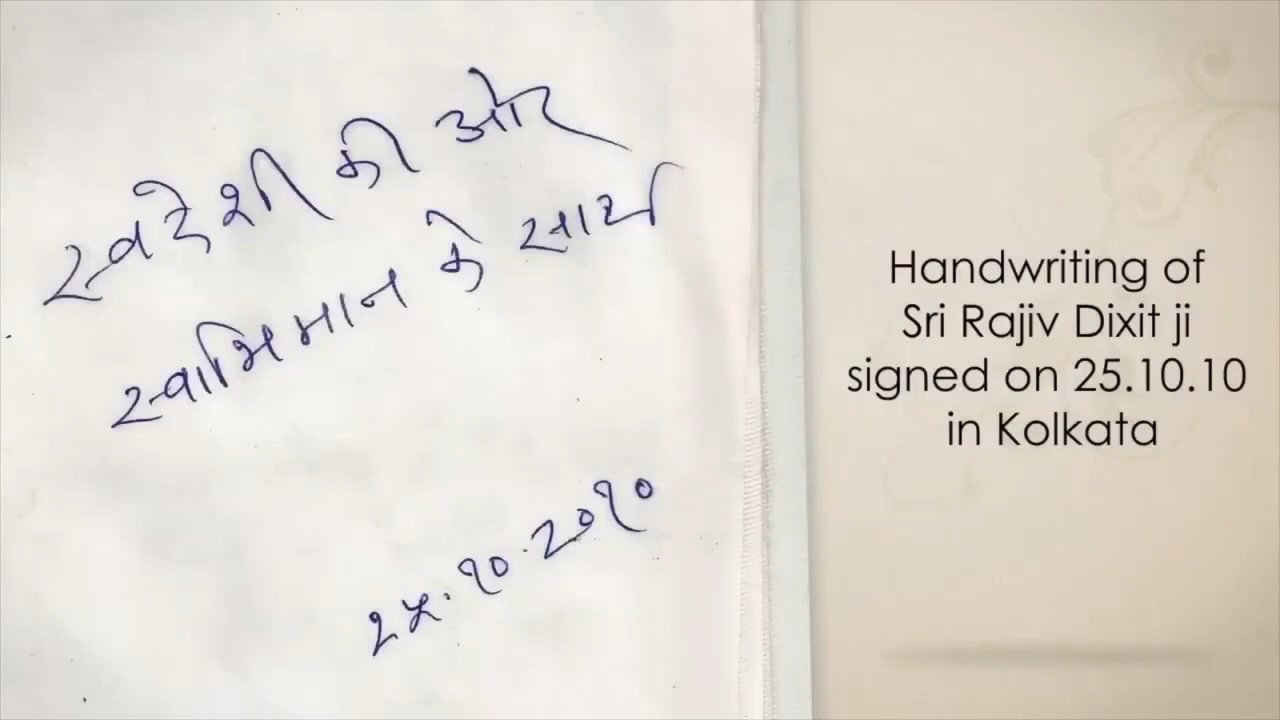 स्वदेशी की ओर
स्वाभिमान के साथ
२५.१०.२०१०
Handwriting of
Sri Rajiv Dixit ji
signed on 25.10.10
in Kolkata